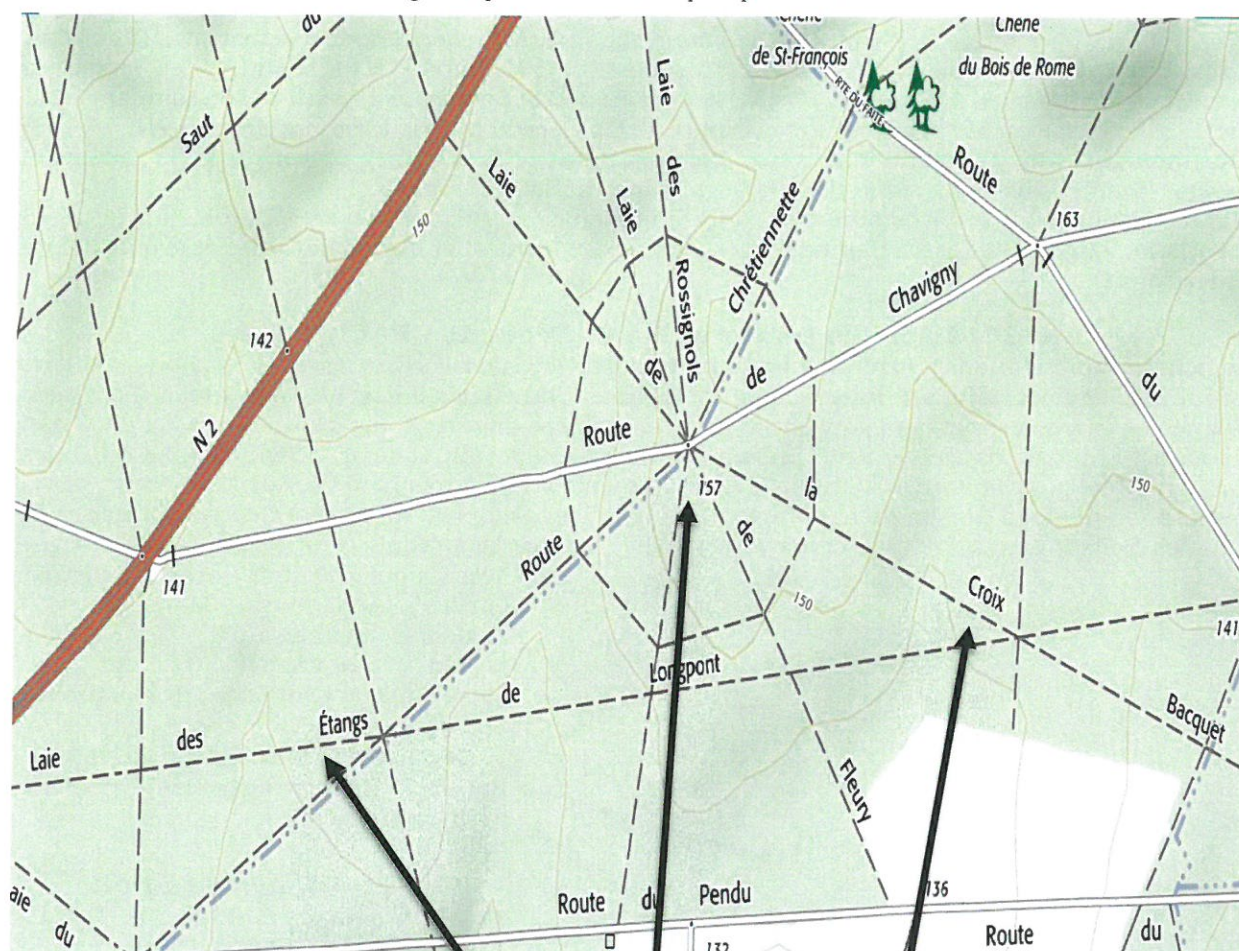 du
Chêne
de St-François
Chêne
du Bois de Rome
RTE DU FAITE
Saut
Laie
Laie
Laie
des
Rossignols
Chrétiennette
Route
163
150
142
N 2
de
de
Chavigny
du
Route
157
la
de
150
141
Route
150
Croix
141
Longpont
de
Étangs
des
Laie
Bacquet
Fleury
Route
du
Pendu
136
Route
du
132
du